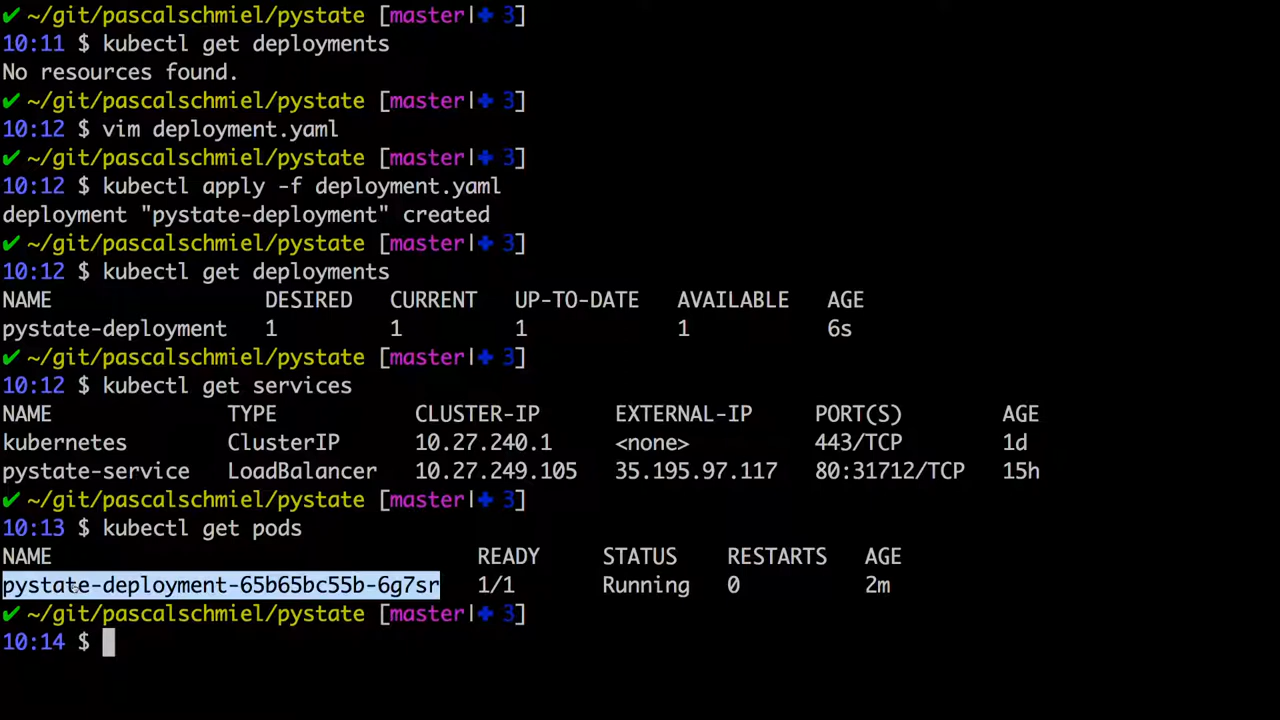 ✔ ~/git/pascalschmiel/pystate [master|✚ 3]
10:11 $ kubectl get deployments
No resources found.
✔ ~/git/pascalschmiel/pystate [master|✚ 3]
10:12 $ vim deployment.yaml
✔ ~/git/pascalschmiel/pystate [master|✚ 3]
10:12 $ kubectl apply -f deployment.yaml
deployment "pystate-deployment" created
✔ ~/git/pascalschmiel/pystate [master|✚ 3]
10:12 $ kubectl get deployments
NAME DESIRED CURRENT UP-TO-DATE AVAILABLE AGE
pystate-deployment 1 1 1 1 6s
✔ ~/git/pascalschmiel/pystate [master|✚ 3]
10:12 $ kubectl get services
NAME TYPE CLUSTER-IP EXTERNAL-IP PORT(S) AGE
kubernetes ClusterIP 10.27.240.1 <none> 443/TCP 1d
pystate-service LoadBalancer 10.27.249.105 35.195.97.117 80:31712/TCP 15h
✔ ~/git/pascalschmiel/pystate [master|✚ 3]
10:13 $ kubectl get pods
NAME READY STATUS RESTARTS AGE
pystate-deployment-65b65bc55b-6g7sr 1/1 Running 0 2m
✔ ~/git/pascalschmiel/pystate [master|✚ 3]
10:14 $